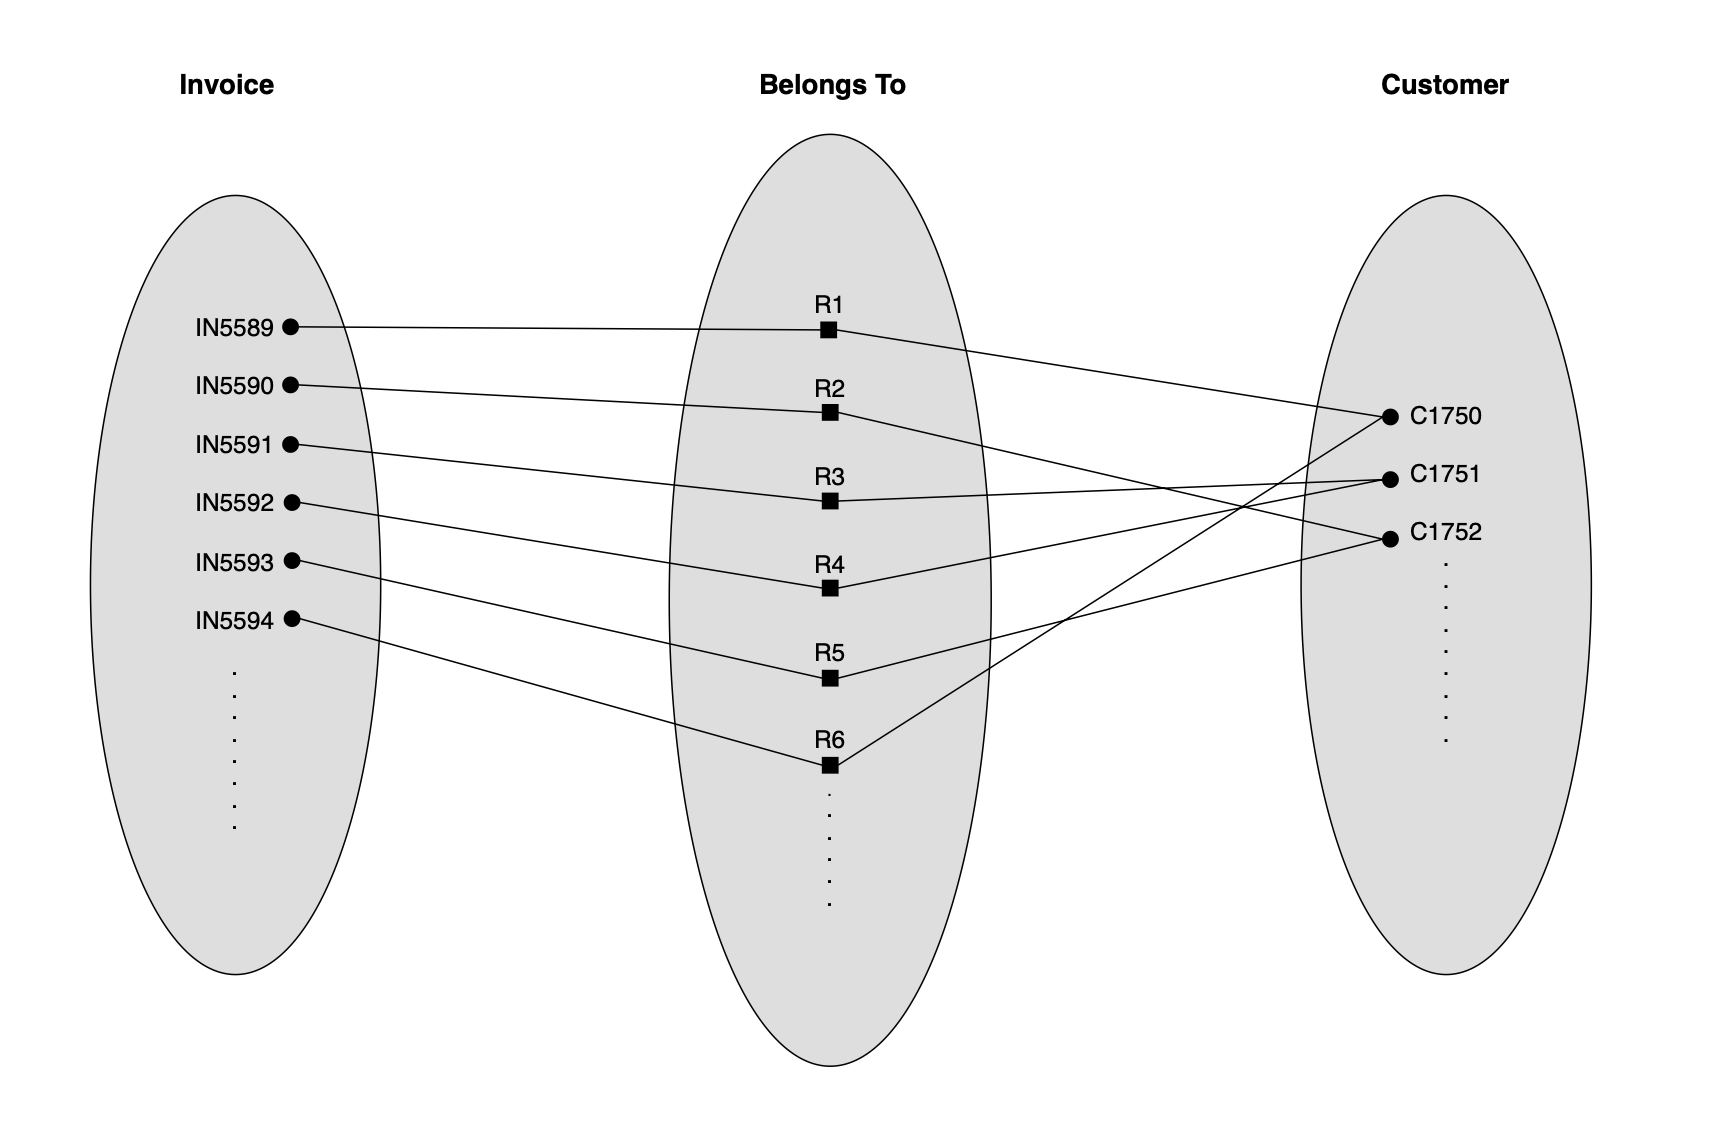 Invoice
Belongs To
Customer
IN5589
IN5590
IN5591
IN5592
IN5593
IN5594
R1
R2
R3
R4
R5
R6
C1750
C1751
C1752